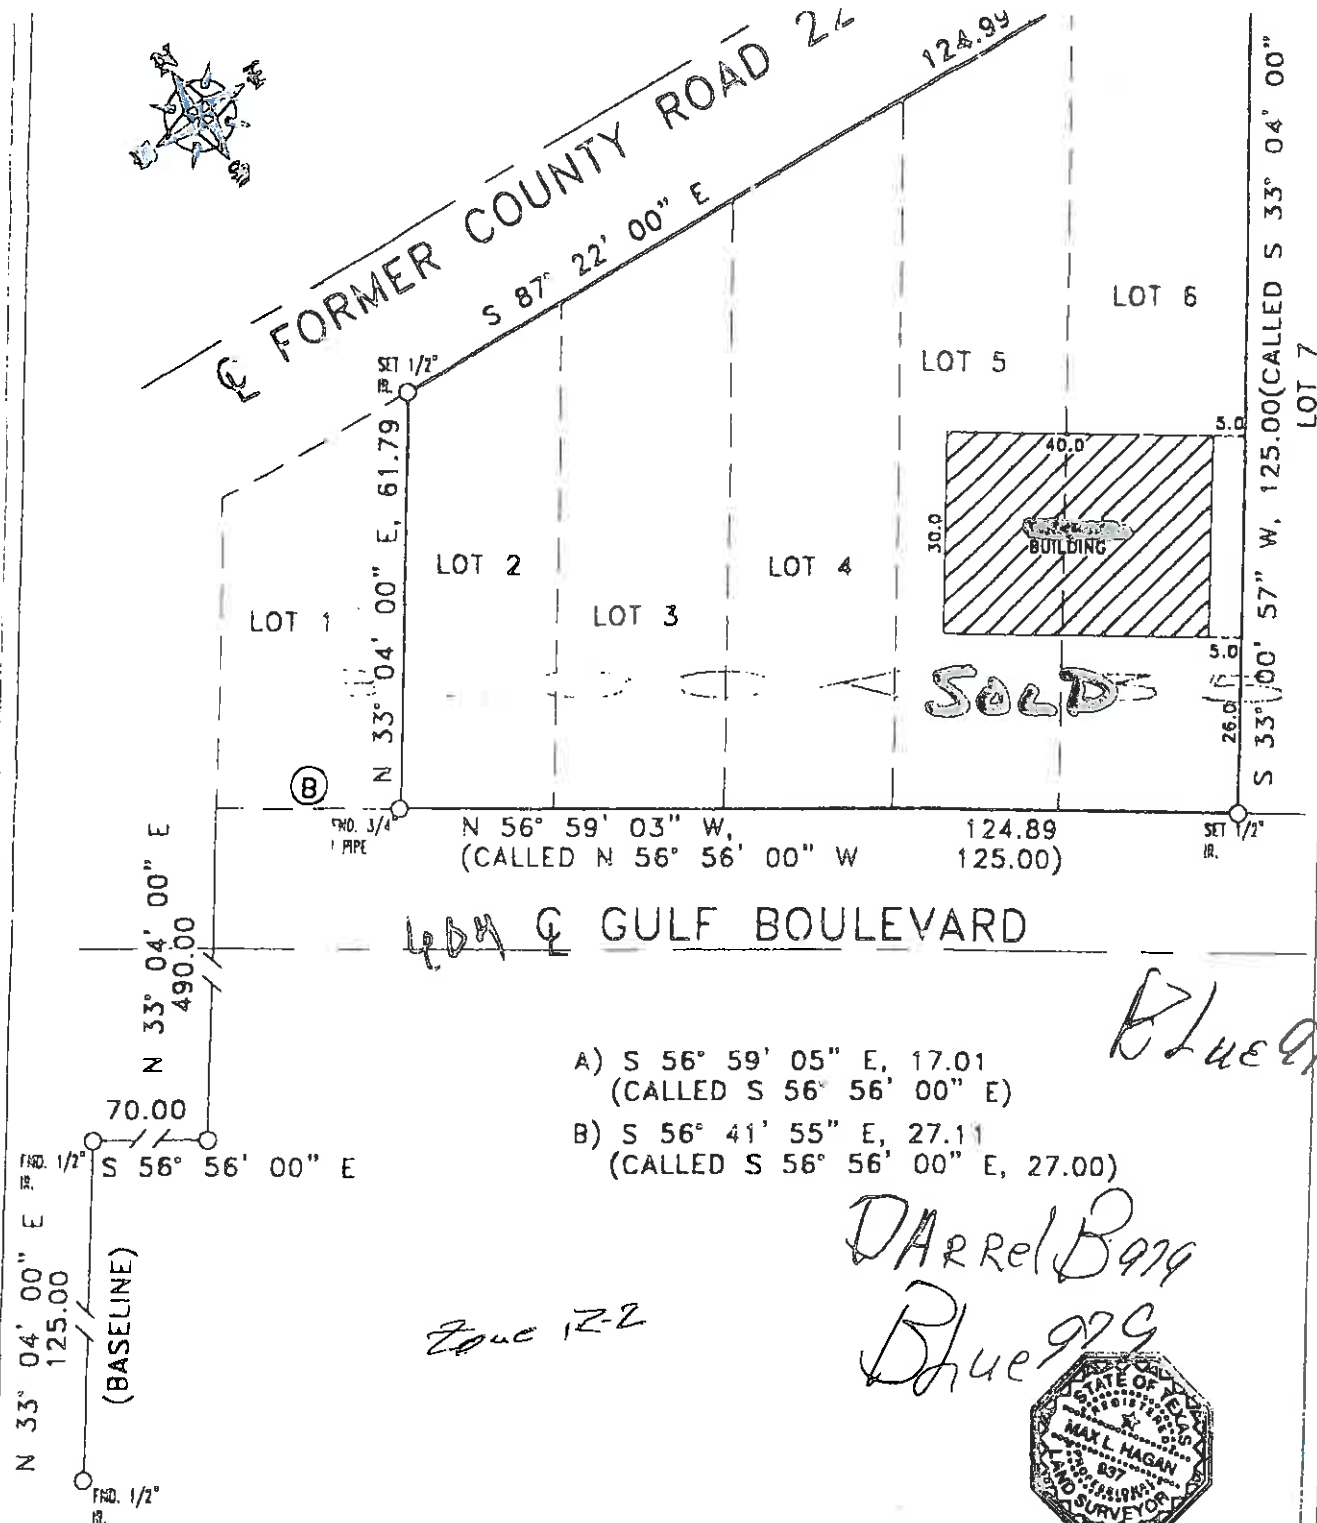 ℄ FORMER COUNTY ROAD 2
124.99
S 87° 22' 00" E
SET 1/2" IR.
N 33° 04' 00" E, 61.79
LOT 1
LOT 2
LOT 3
LOT 4
LOT 5
LOT 6
LOT 7
S 33° 00' 57" W, 125.00(CALLED S 33° 04' 00"
40.0
30.0
BUILDING
5.0
5.0
26.0
SOLD
B
FND. 3/4"
PIPE
N 56° 59' 03" W, 124.89
(CALLED N 56° 56' 00" W 125.00)
SET 1/2"
IR.
℄ GULF BOULEVARD
N 33° 04' 00" E
490.00
70.00
S 56° 56' 00" E
FND. 1/2"
IR.
N 33° 04' 00" E
125.00
(BASELINE)
FND. 1/2"
IR.
A) S 56° 59' 05" E, 17.01
(CALLED S 56° 56' 00" E)
B) S 56° 41' 55" E, 27.11
(CALLED S 56° 56' 00" E, 27.00)
Zone R-2
STATE OF TEXAS
REGISTERED
MAX L. HAGAN
937
PROFESSIONAL
LAND SURVEYOR